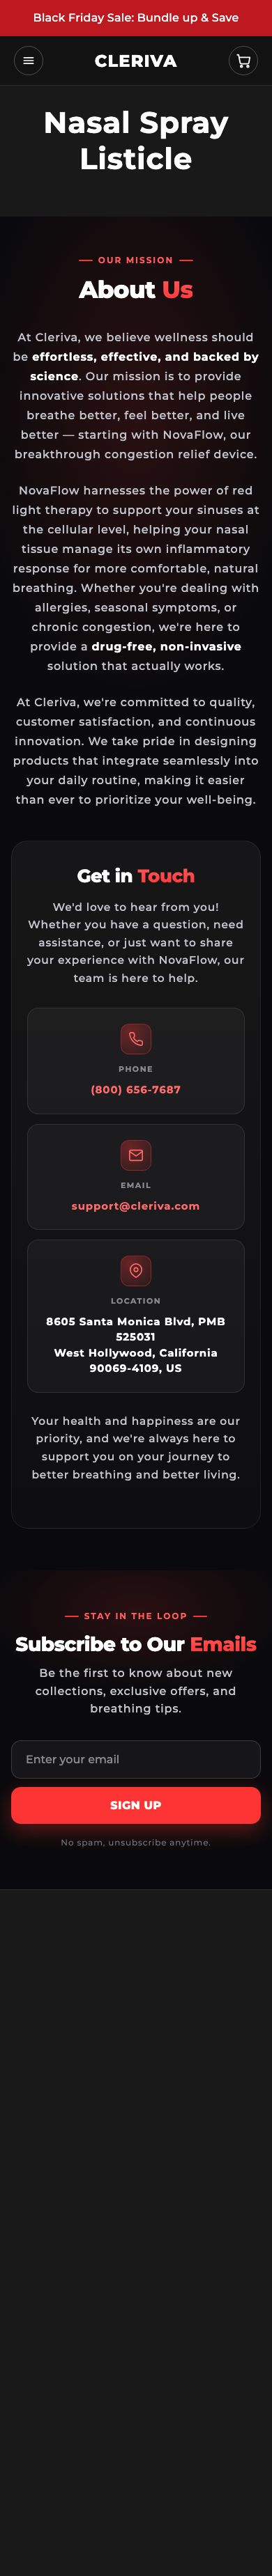 Black Friday Sale: Bundle up & Save
CLERIVA
Nasal Spray
Listicle
OUR MISSION
About Us
At Cleriva, we believe wellness should
be effortless, effective, and backed by
science. Our mission is to provide
innovative solutions that help people
breathe better, feel better, and live
better — starting with NovaFlow, our
breakthrough congestion relief device.
NovaFlow harnesses the power of red
light therapy to support your sinuses at
the cellular level, helping your nasal
tissue manage its own inflammatory
response for more comfortable, natural
breathing. Whether you're dealing with
allergies, seasonal symptoms, or
chronic congestion, we're here to
provide a drug-free, non-invasive
solution that actually works.
At Cleriva, we're committed to quality,
customer satisfaction, and continuous
innovation. We take pride in designing
products that integrate seamlessly into
your daily routine, making it easier
than ever to prioritize your well-being.
Get in Touch
We'd love to hear from you!
Whether you have a question, need
assistance, or just want to share
your experience with NovaFlow, our
team is here to help.
PHONE
(800) 656-7687
EMAIL
support@cleriva.com
LOCATION
8605 Santa Monica Blvd, PMB
525031
West Hollywood, California
90069-4109, US
Your health and happiness are our
priority, and we're always here to
support you on your journey to
better breathing and better living.
STAY IN THE LOOP
Subscribe to Our Emails
Be the first to know about new
collections, exclusive offers, and
breathing tips.
Enter your email
SIGN UP
No spam, unsubscribe anytime.